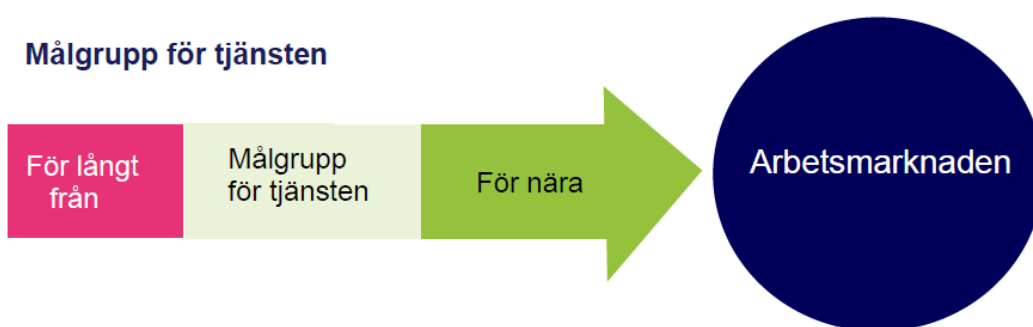 Målgrupp för tjänsten
För långt
från
Målgrupp
för tjänsten
För nära
Arbetsmarknaden